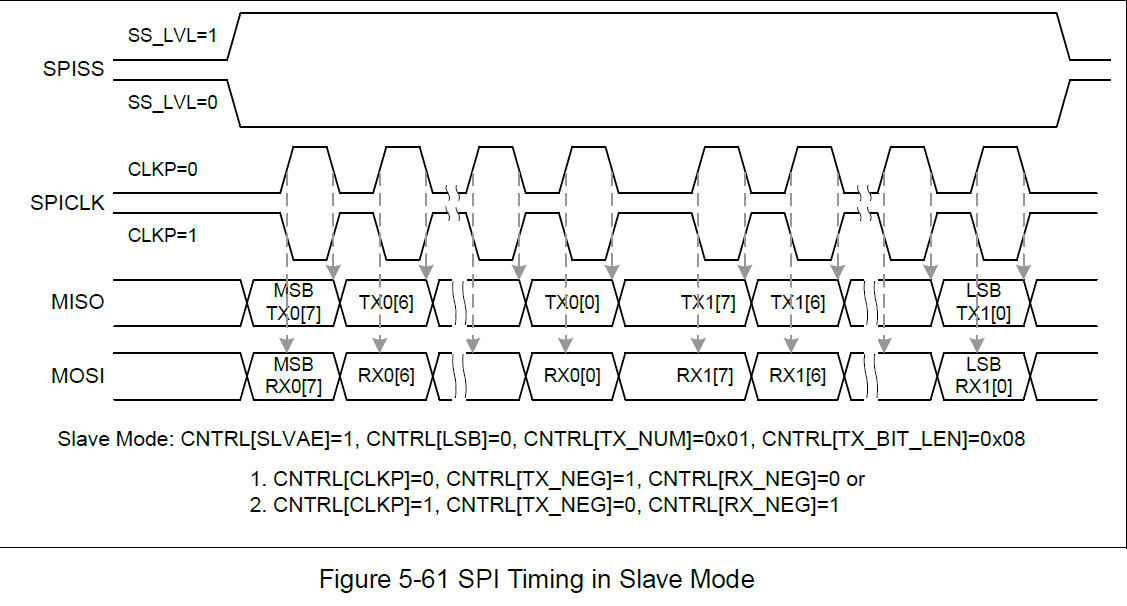 SS_LVL=1
SPISS
SS_LVL=0
CLKP=0
SPICLK
CLKP=1
MISO
MSB TX0[7] TX0[6] TX0[0] TX1[7] TX1[6] LSB TX1[0]
MOSI
MSB RX0[7] RX0[6] RX0[0] RX1[7] RX1[6] LSB RX1[0]
Slave Mode: CNTRL[SLVAE]=1, CNTRL[LSB]=0, CNTRL[TX_NUM]=0x01, CNTRL[TX_BIT_LEN]=0x08
1. CNTRL[CLKP]=0, CNTRL[TX_NEG]=1, CNTRL[RX_NEG]=0 or
2. CNTRL[CLKP]=1, CNTRL[TX_NEG]=0, CNTRL[RX_NEG]=1
Figure 5-61 SPI Timing in Slave Mode